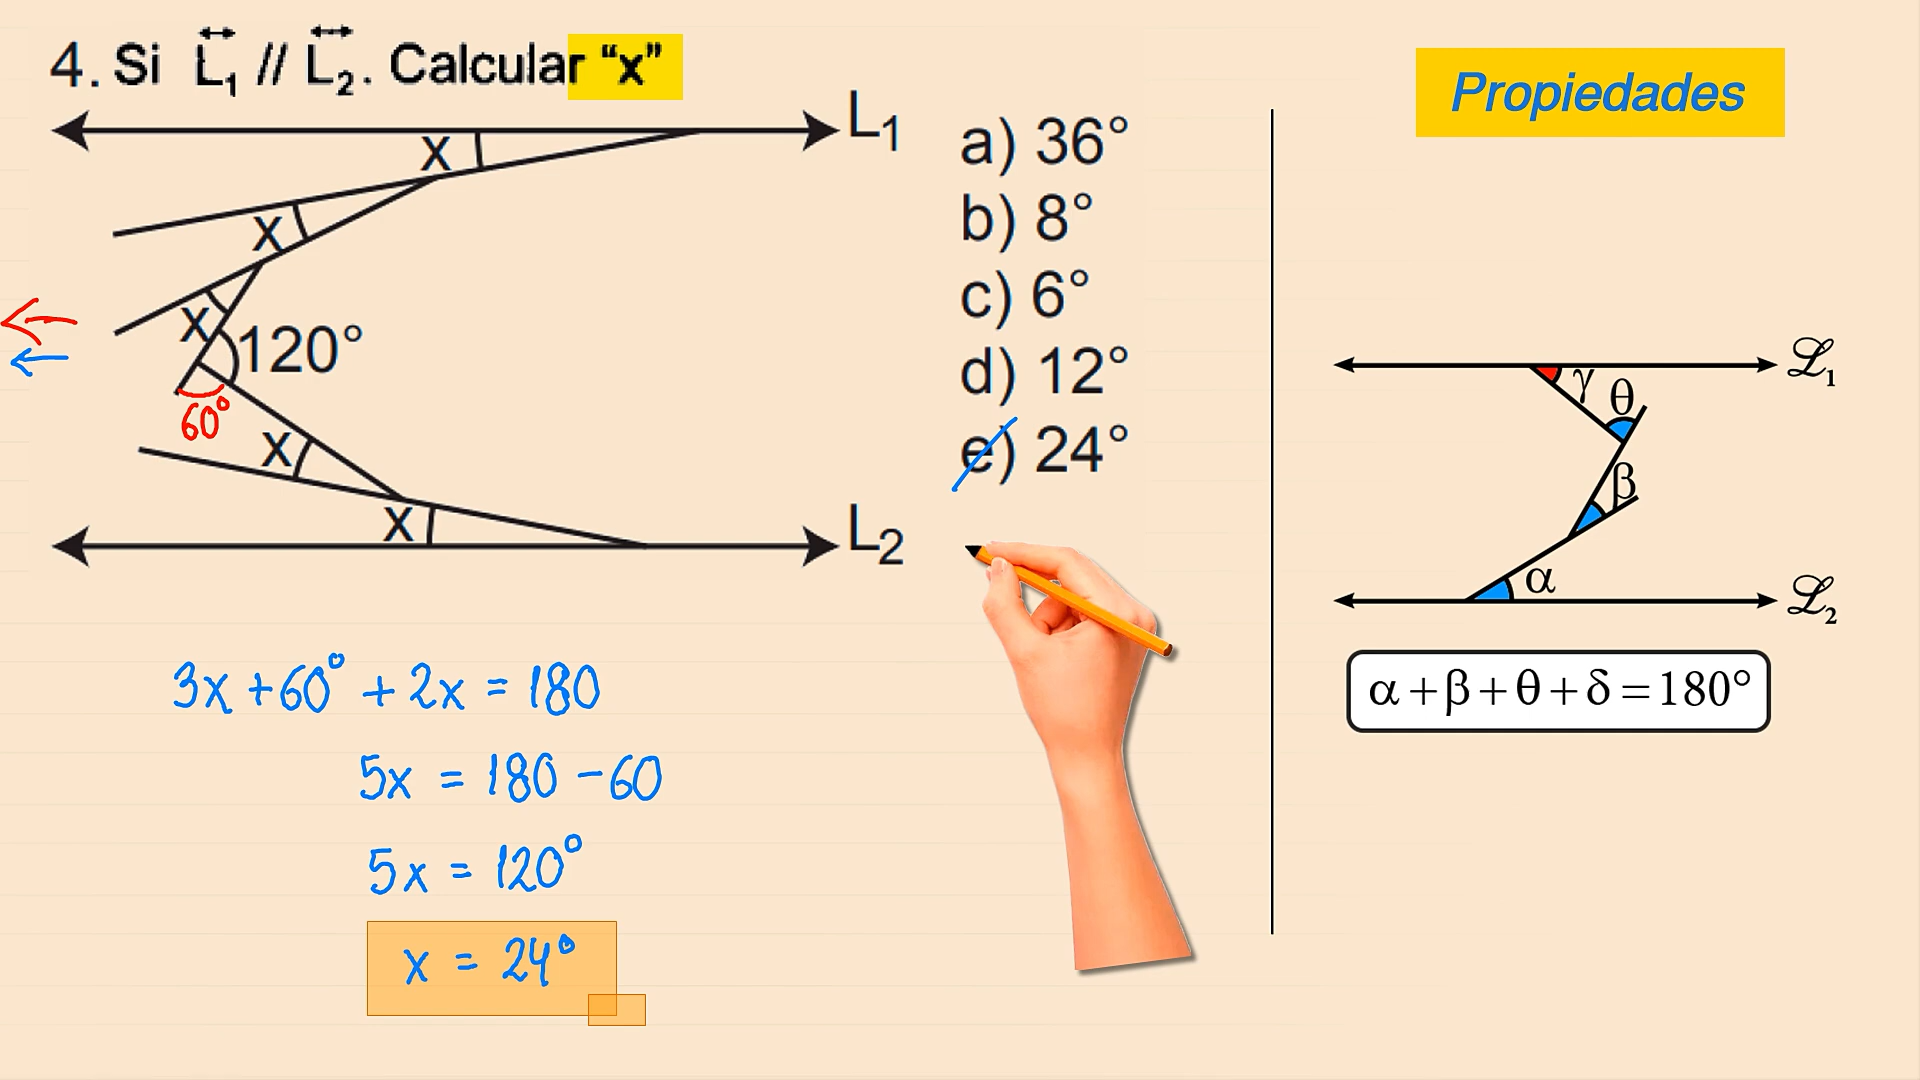 4. Si L₁ // L₂. Calcular “x”
L₁
x
x
x
120°
60°
x
x
L₂
a) 36°
b) 8°
c) 6°
d) 12°
e) 24°
3x + 60° + 2x = 180
5x = 180 - 60
5x = 120°
x = 24°
Propiedades
ℒ₁
γ
θ
β
α
ℒ₂
α + β + θ + δ = 180°